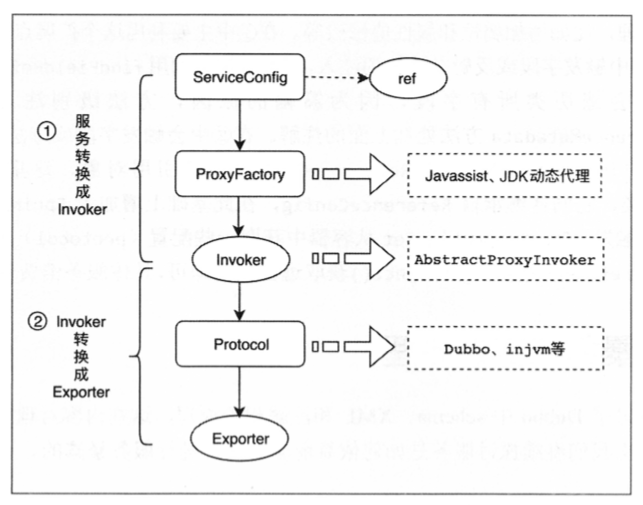 ServiceConfig
ref
①
服务转换成Invoker
ProxyFactory
Javassist、JDK动态代理
Invoker
AbstractProxyInvoker
②
Invoker转换成Exporter
Protocol
Dubbo、injvm等
Exporter